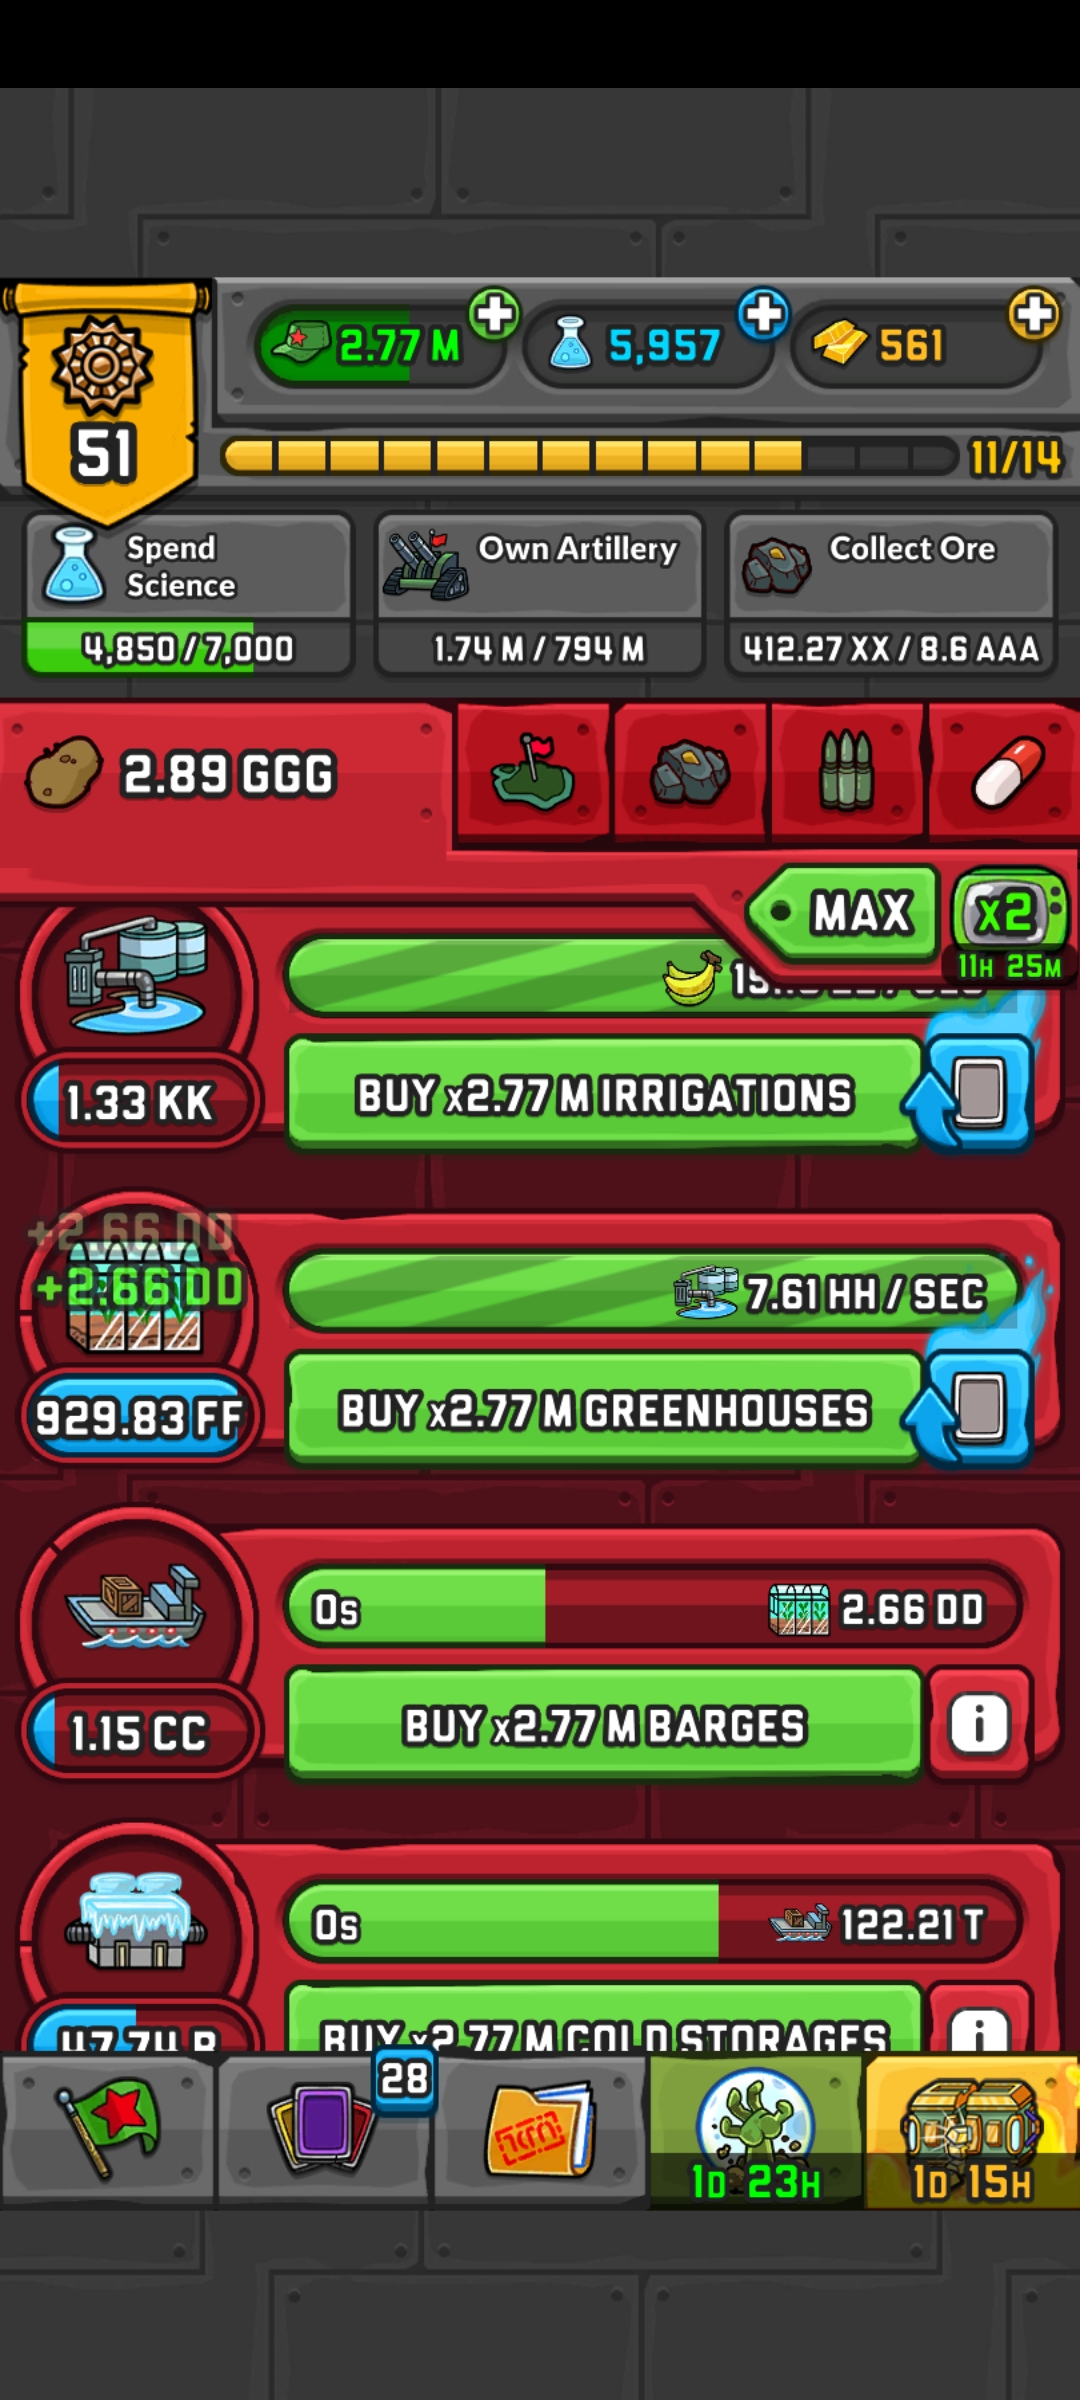 51
2.77 M
5,957
561
11/14
Spend
Science
4,850/7,000
Own Artillery
1.74 M / 794 M
Collect Ore
412.27 XX / 8.6 AAA
2.89 GGG
MAX
x2
11H 25M
1.33 KK
BUY x2.77 M IRRIGATIONS
+2.66 DD
+2.66 DD
929.83 FF
7.61 HH / SEC
BUY x2.77 M GREENHOUSES
0s
2.66 DD
1.15 CC
BUY x2.77 M BARGES
i
0s
122.21 T
BUY x2.77 M COLD STORAGES
i
28
1D 23H
1D 15H